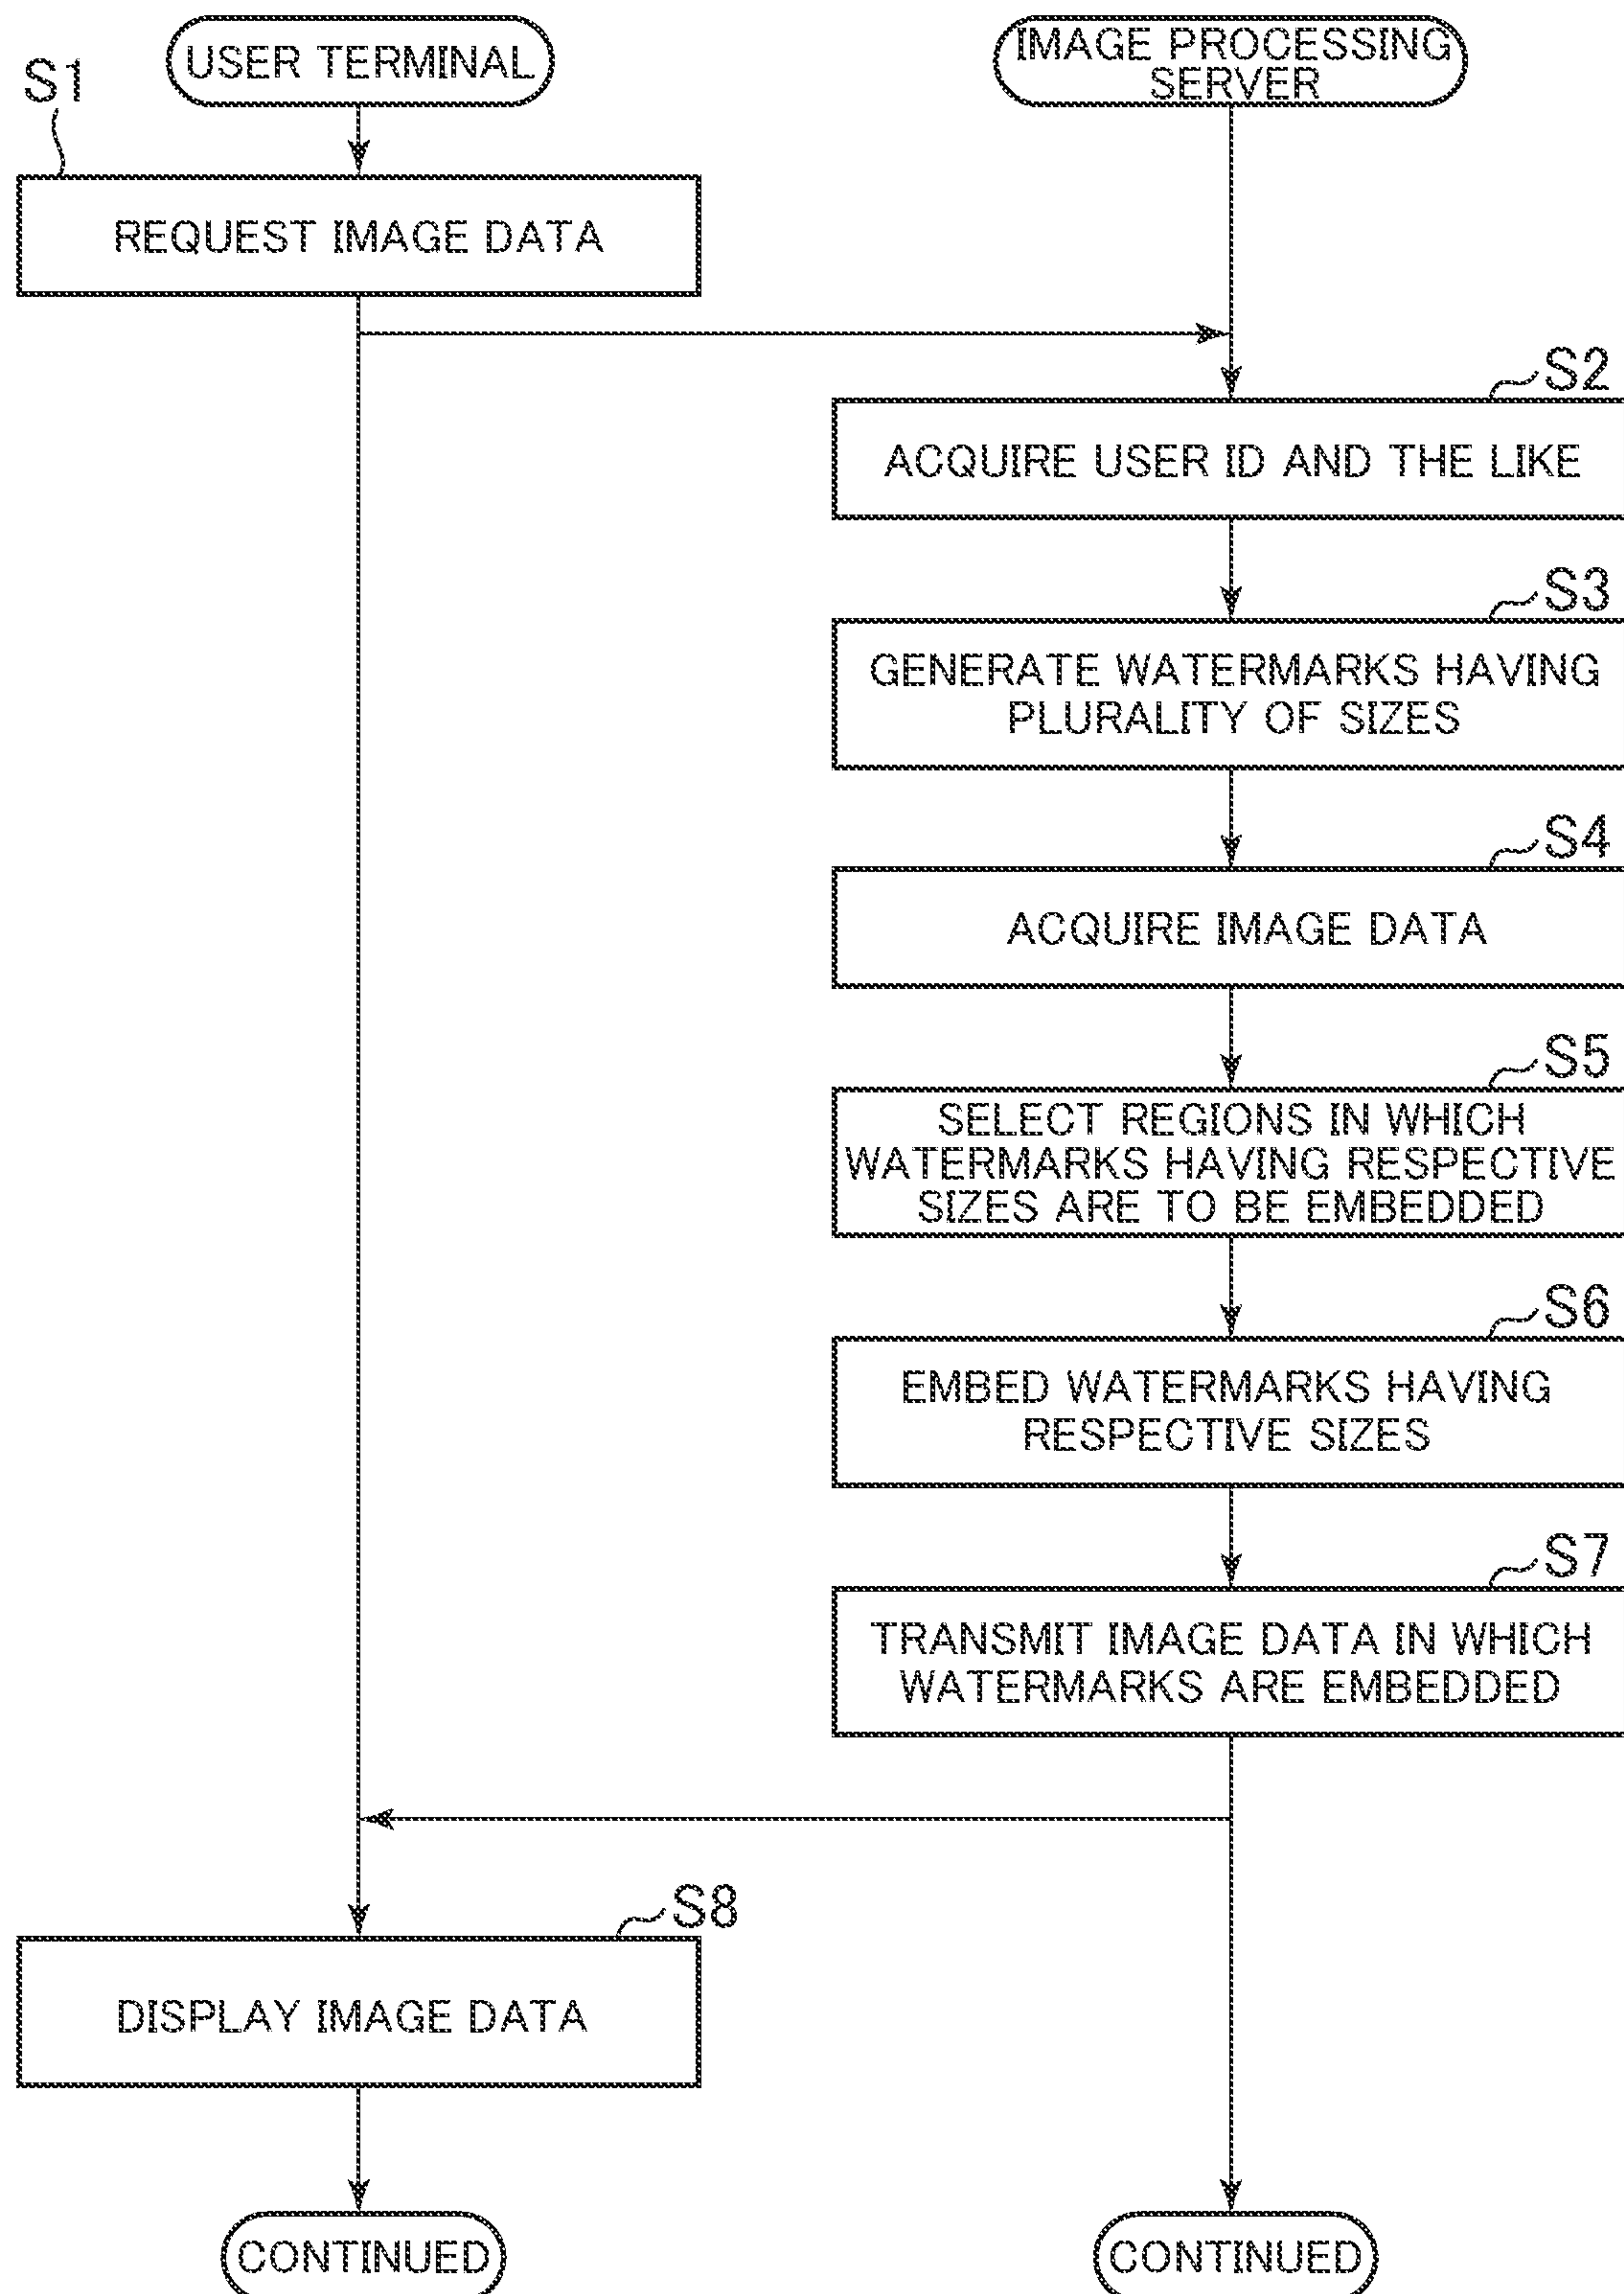 USER TERMINAL
IMAGE PROCESSING
SERVER
S1
REQUEST IMAGE DATA
S2
ACQUIRE USER ID AND THE LIKE
S3
GENERATE WATERMARKS HAVING
PLURALITY OF SIZES
S4
ACQUIRE IMAGE DATA
S5
SELECT REGIONS IN WHICH
WATERMARKS HAVING RESPECTIVE
SIZES ARE TO BE EMBEDDED
S6
EMBED WATERMARKS HAVING
RESPECTIVE SIZES
S7
TRANSMIT IMAGE DATA IN WHICH
WATERMARKS ARE EMBEDDED
S8
DISPLAY IMAGE DATA
CONTINUED
CONTINUED